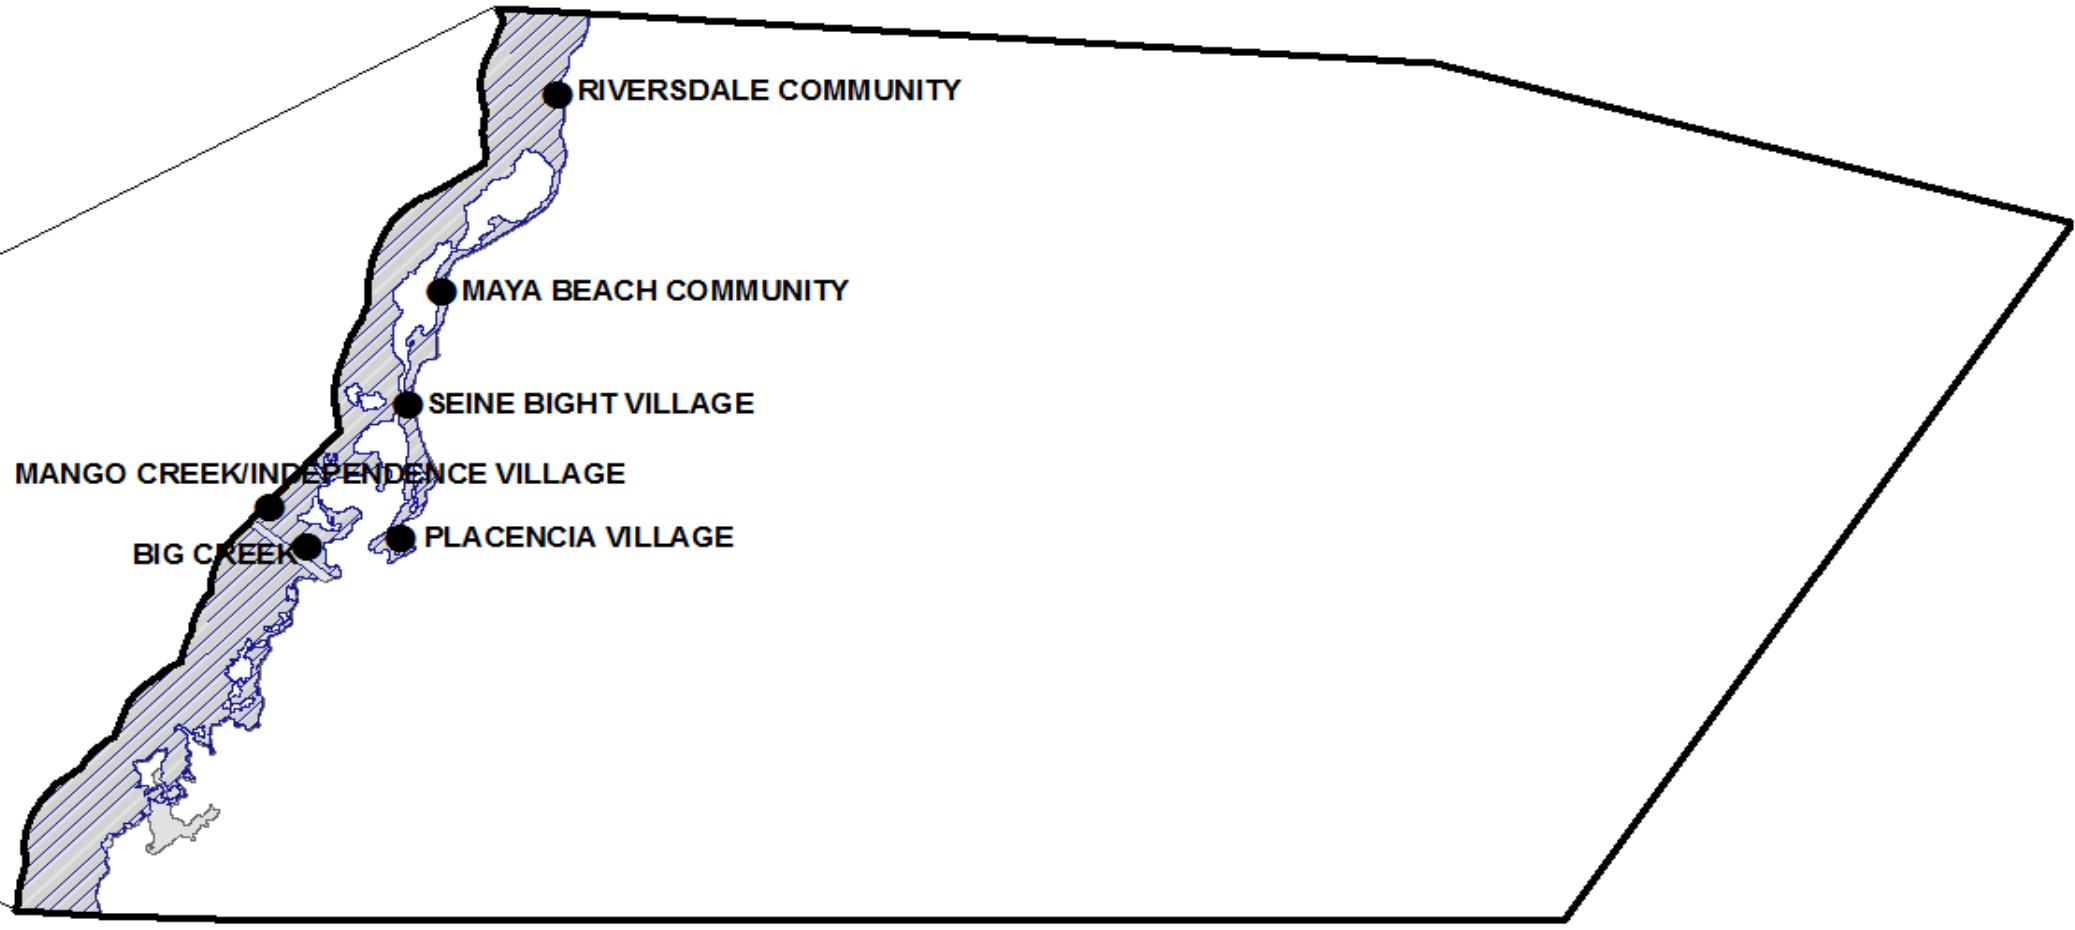 RIVERSDALE COMMUNITY
MAYA BEACH COMMUNITY
SEINE BIGHT VILLAGE
MANGO CREEK/INDEPENDENCE VILLAGE
PLACENCIA VILLAGE
BIG CREEK